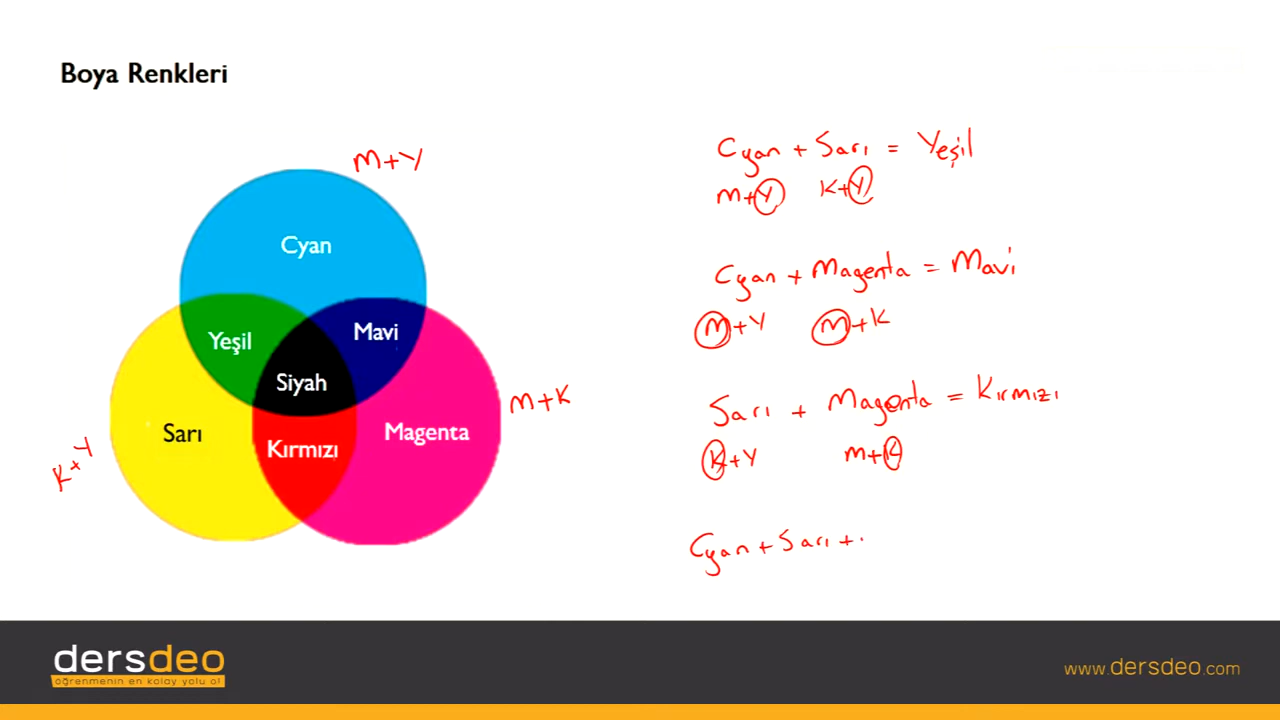 Boya Renkleri
M+Y
Cyan
Yeşil
Mavi
Siyah
Sarı
Kırmızı
Magenta
K+Y
M+K
Cyan + Sarı = Yeşil
M+Y K+Y
Cyan + Magenta = Mavi
M+Y M+K
Sarı + Magenta = Kırmızı
K+Y M+K
Cyan + Sarı +
dersdeo
öğrenmenin en kolay yolu o!
www.dersdeo.com